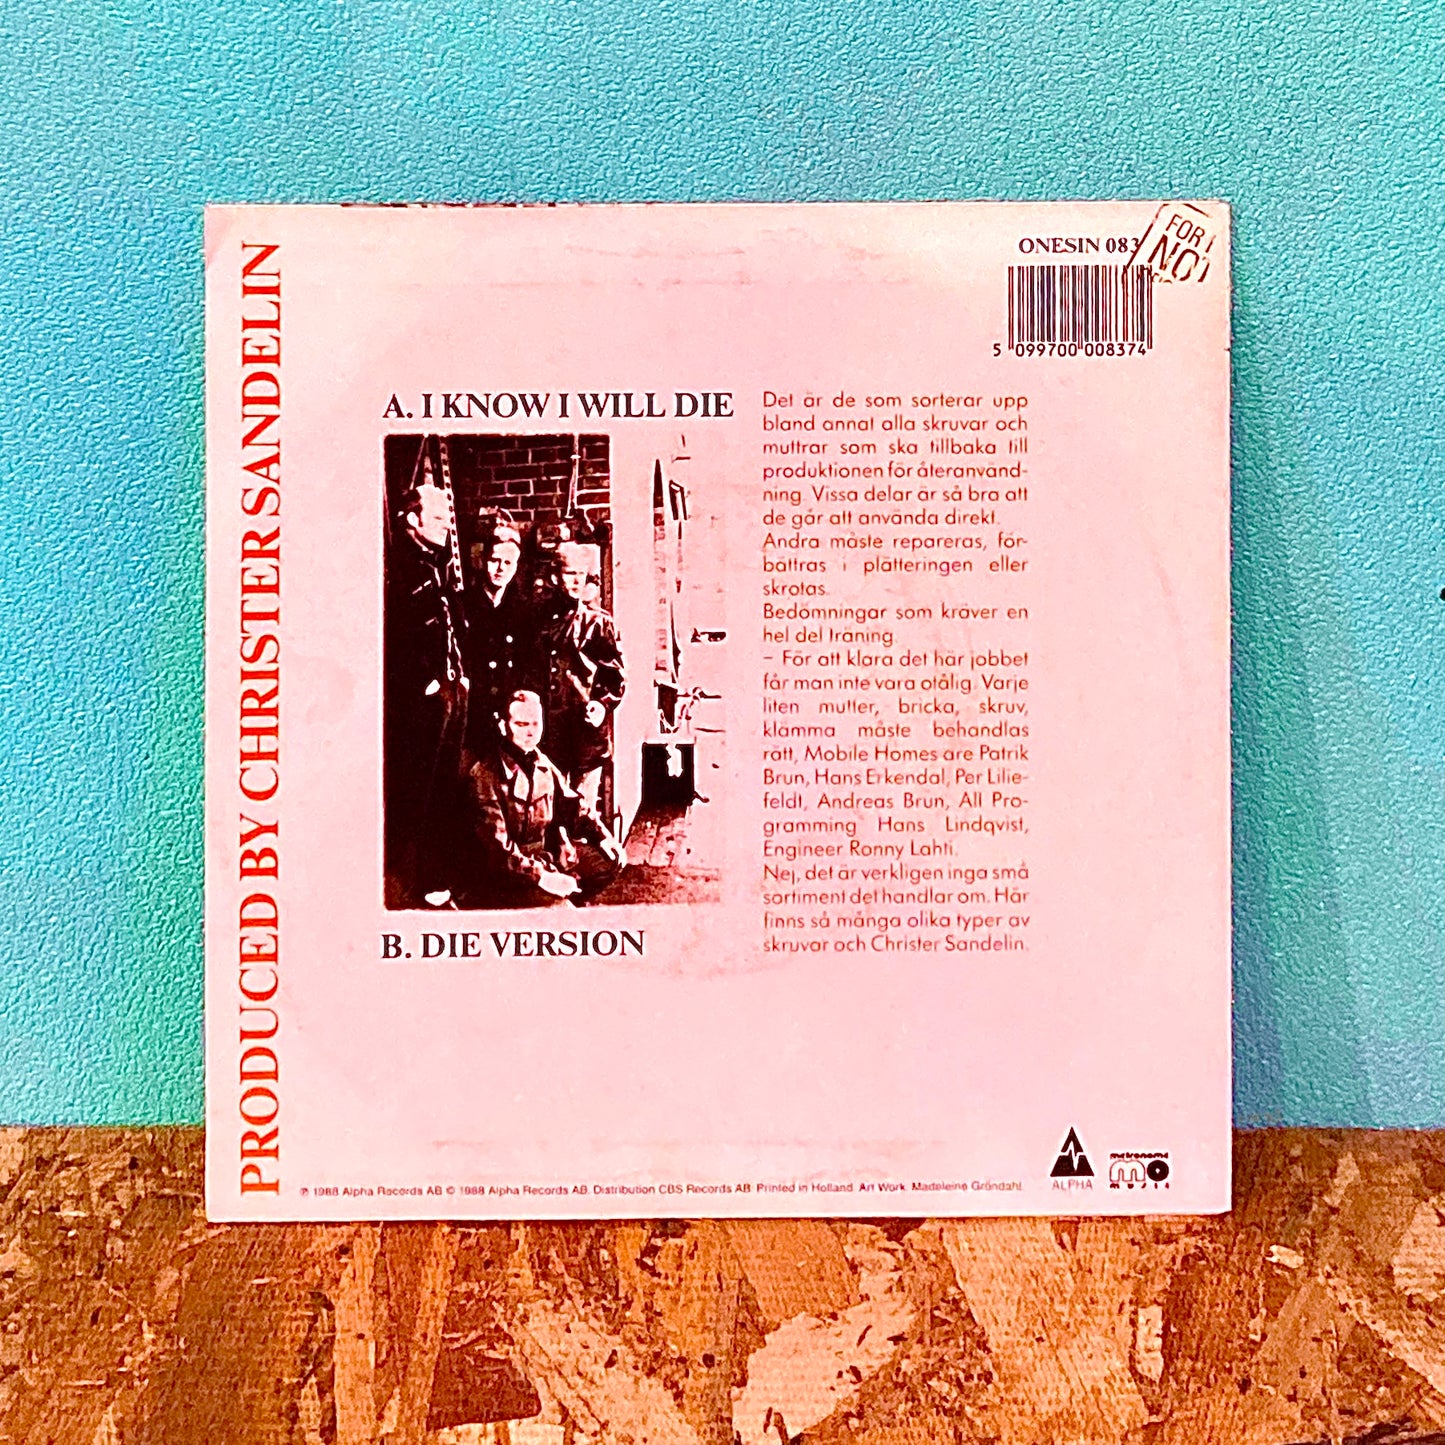 PRODUCED BY CHRISTER SANDELIN
ONESIN 083
FOR
NOT
5 099700 008374
A. I KNOW I WILL DIE
B. DIE VERSION
Det är de som sorterar upp
bland annat alla skruvar och
muttrar som ska tillbaka till
produktionen för återanvänd-
ning. Vissa delar är så bra att
de går att använda direkt.
Andra måste repareras, för-
bättras i plätteringen eller
skrotas.
Bedömningar som kräver en
hel del träning.
– För att klara det här jobbet
får man inte vara otålig. Varje
liten mutter, bricka, skruv,
klämma måste behandlas
rätt, Mobile Homes are Patrik
Brun, Hans Erkendal, Per Lilie-
feldt, Andreas Brun, All Pro-
gramming Hans Lindqvist,
Engineer Ronny Lahti.
Nej, det är verkligen inga små
sortiment det handlar om. Här
finns så många olika typer av
skruvar och Christer Sandelin.
℗ 1988 Alpha Records AB © 1988 Alpha Records AB. Distribution CBS Records AB. Printed in Holland. Art Work: Madeleine Gröndahl.
ALPHA
metronome
music